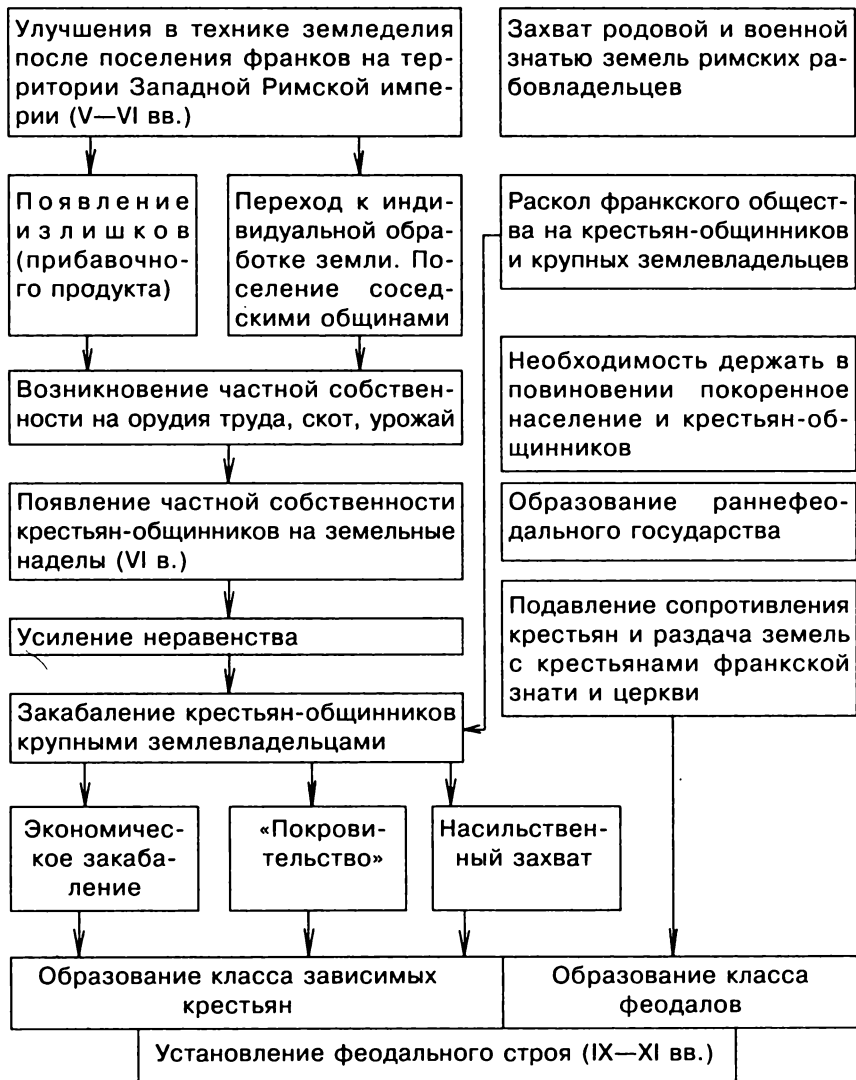 Улучшения в технике земледелия
после поселения франков на тер-
ритории Западной Римской импе-
рии (V—VI вв.)
Захват родовой и военной
знатью земель римских ра-
бовладельцев
Появление
излишков
(прибавочно-
го продукта)
Переход к инди-
видуальной обра-
ботке земли. По-
селение сосед-
скими общинами
Раскол франкского общест-
ва на крестьян-общинников
и крупных землевладельцев
Возникновение частной собствен-
ности на орудия труда, скот, урожай
Необходимость держать в
повиновении покоренное
население и крестьян-об-
щинников
Появление частной собственности
крестьян-общинников на земельные
наделы (VI в.)
Образование раннефео-
дального государства
Усиление неравенства
Подавление сопротивления
крестьян и раздача земель
с крестьянами франкской
знати и церкви
Закабаление крестьян-общинников
крупными землевладельцами
Экономичес-
кое закаба-
ление
«Покрови-
тельство»
Насильствен-
ный захват
Образование класса зависимых
крестьян
Образование класса
феодалов
Установление феодального строя (IX—XI вв.)